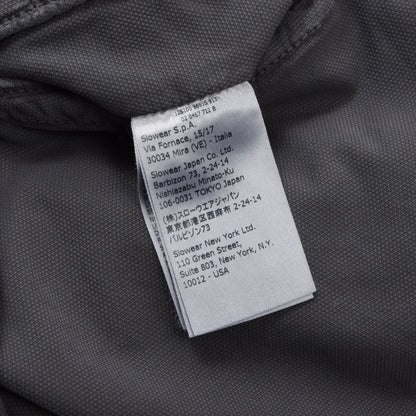 Slowear S.p.A.
Via Fornace, 15/17
30034 Mira (VE) - Italia
Slowear Japan Co. Ltd.
Barbizon 73, 2-24-14
Nishiazabu Minato-Ku
106-0031 TOKYO Japan
(株)スローウエアジャパン
東京都港区西麻布 2-24-14
バルビゾン73
Slowear New York Ltd.
110 Green Street,
Suite 803, New York, N.Y.
10012 - USA